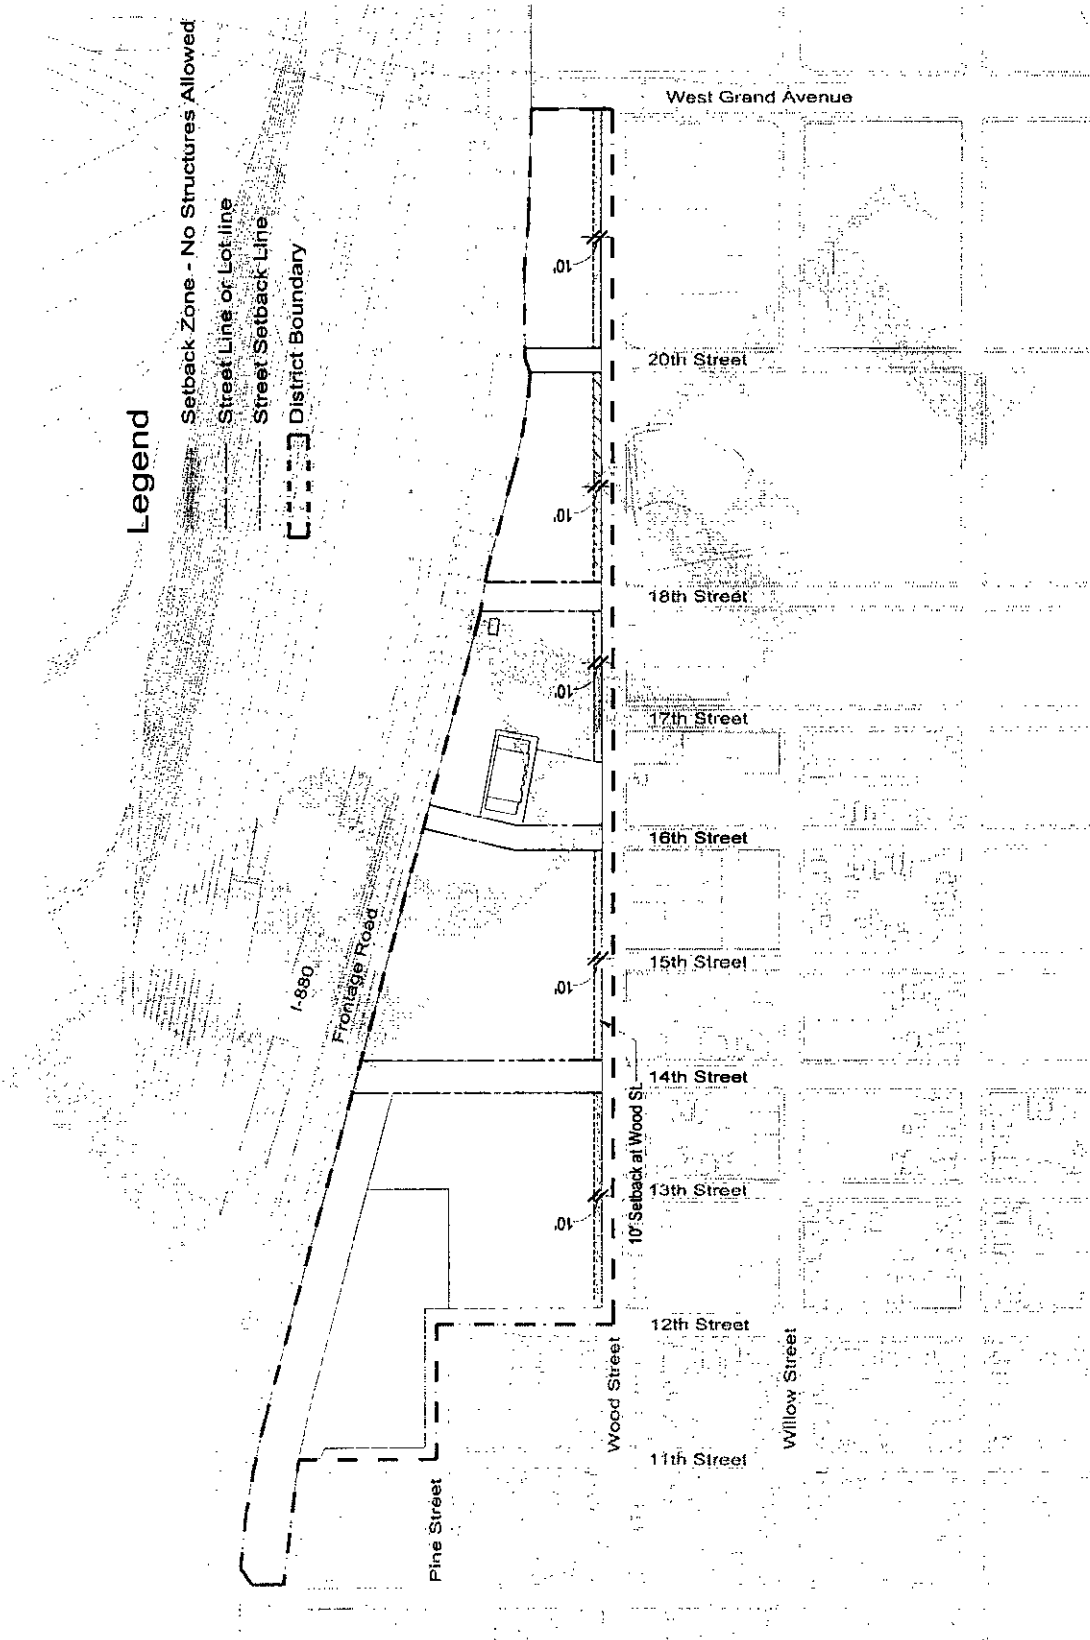 Legend
Setback Zone - No Structures Allowed
Street Line or Lot line
Street Setback Line
District Boundary
West Grand Avenue
10'
20th Street
10'
18th Street
10'
17th Street
16th Street
I-880
Frontage Road
10'
15th Street
14th Street
10' Setback at Wood St.
13th Street
10'
12th Street
Wood Street
Willow Street
11th Street
Pine Street